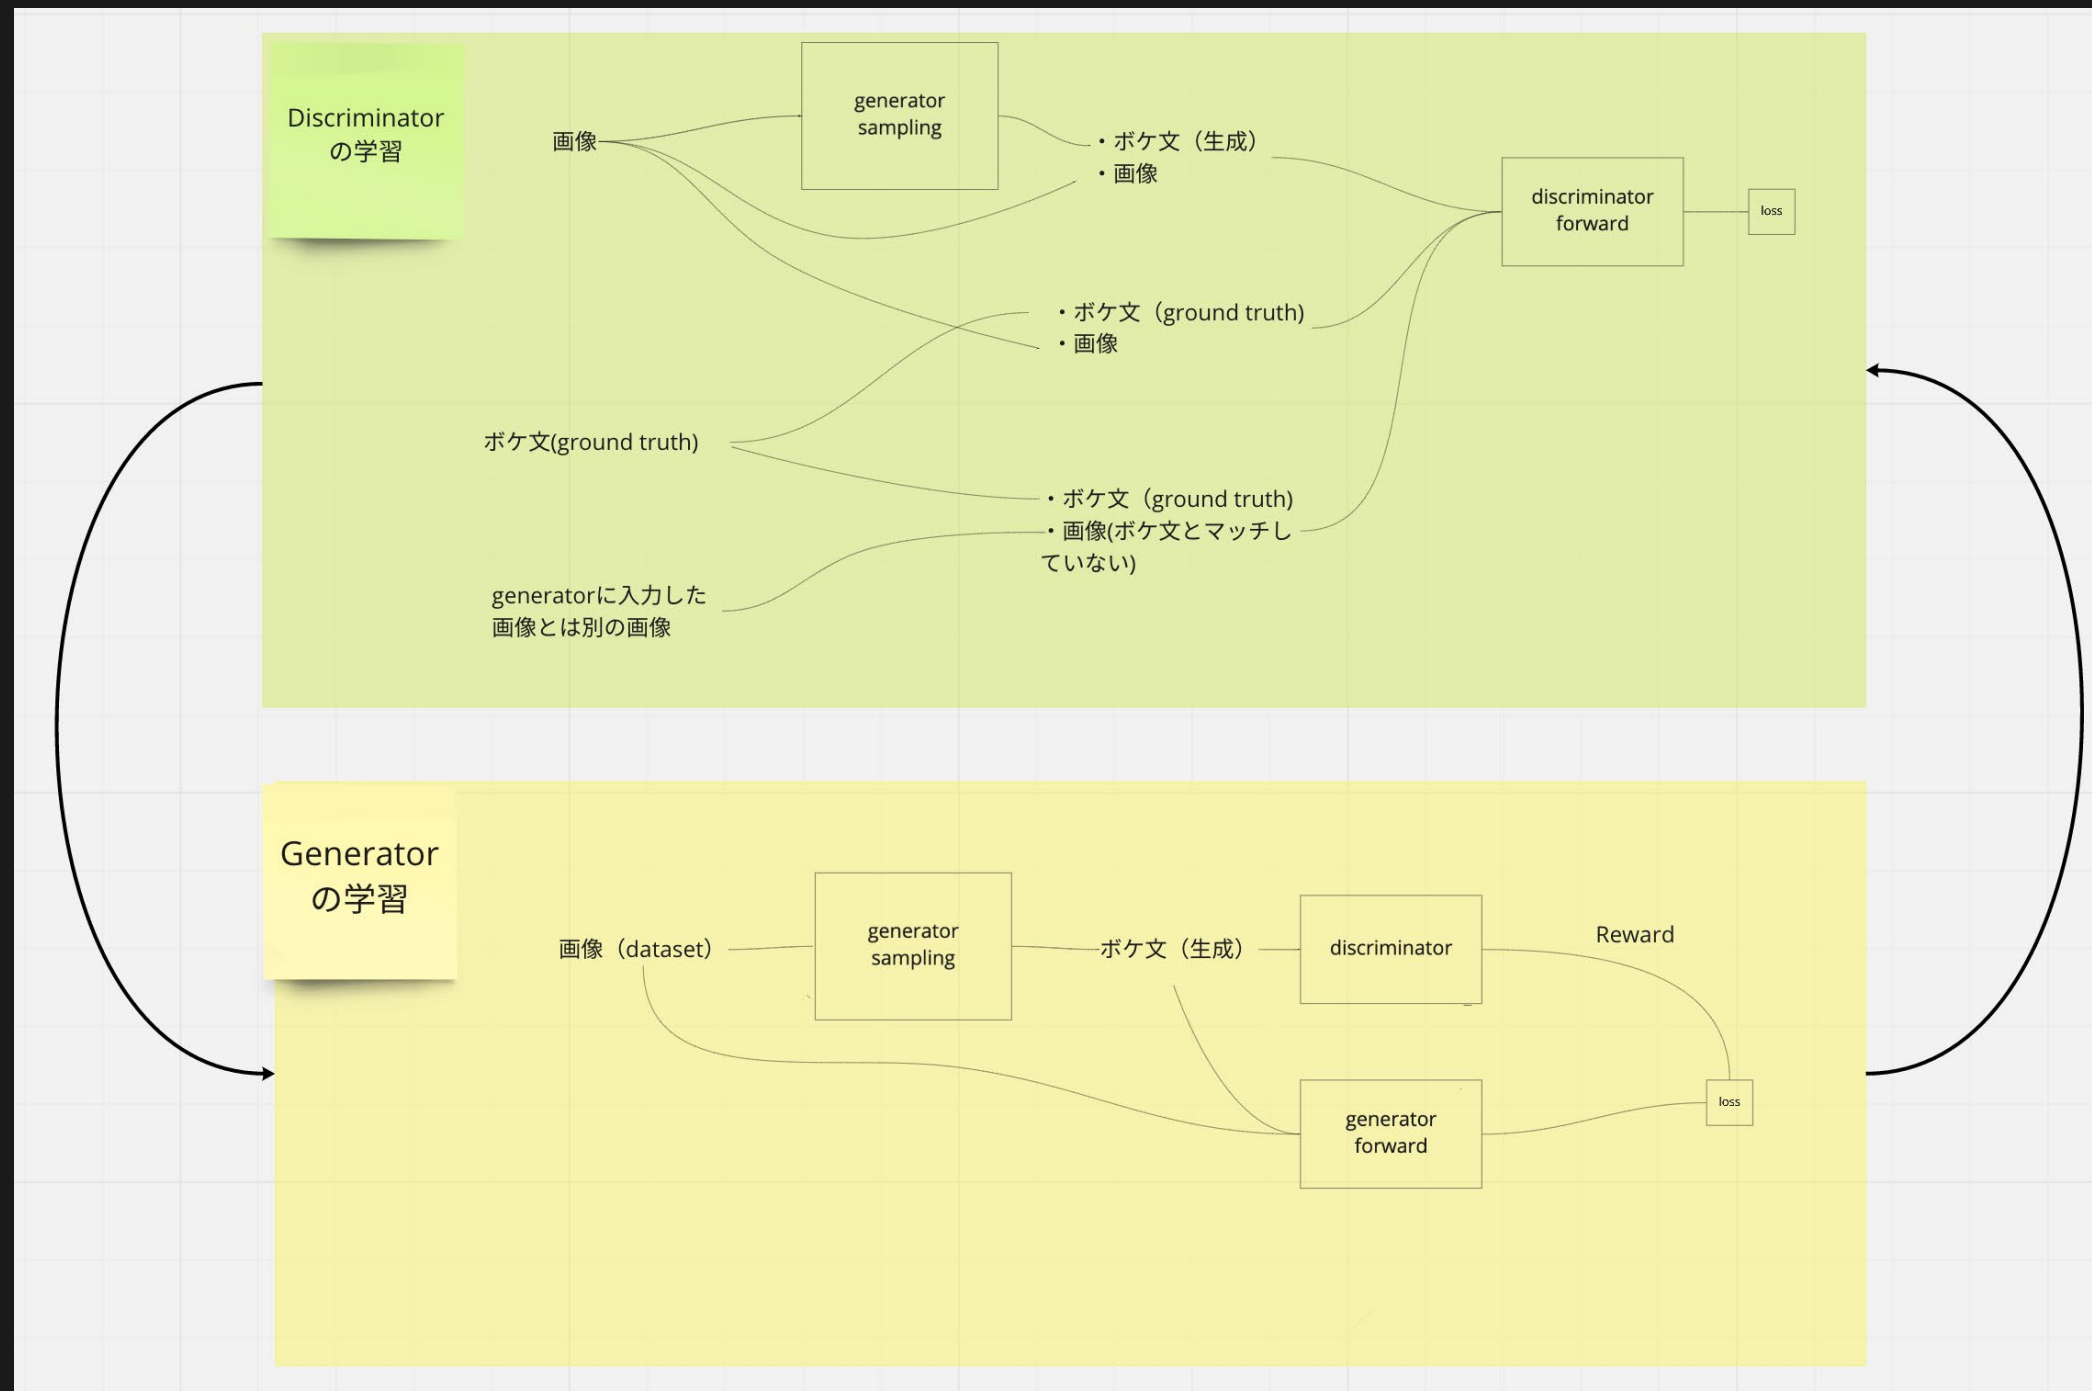 Discriminator
の学習
画像
generator
sampling
・ボケ文（生成）
・画像
discriminator
forward
loss
・ボケ文（ground truth)
・画像
ボケ文(ground truth)
・ボケ文（ground truth)
・画像(ボケ文とマッチし
ていない)
generatorに入力した
画像とは別の画像
Generator
の学習
画像（dataset）
generator
sampling
ボケ文（生成）
discriminator
Reward
generator
forward
loss